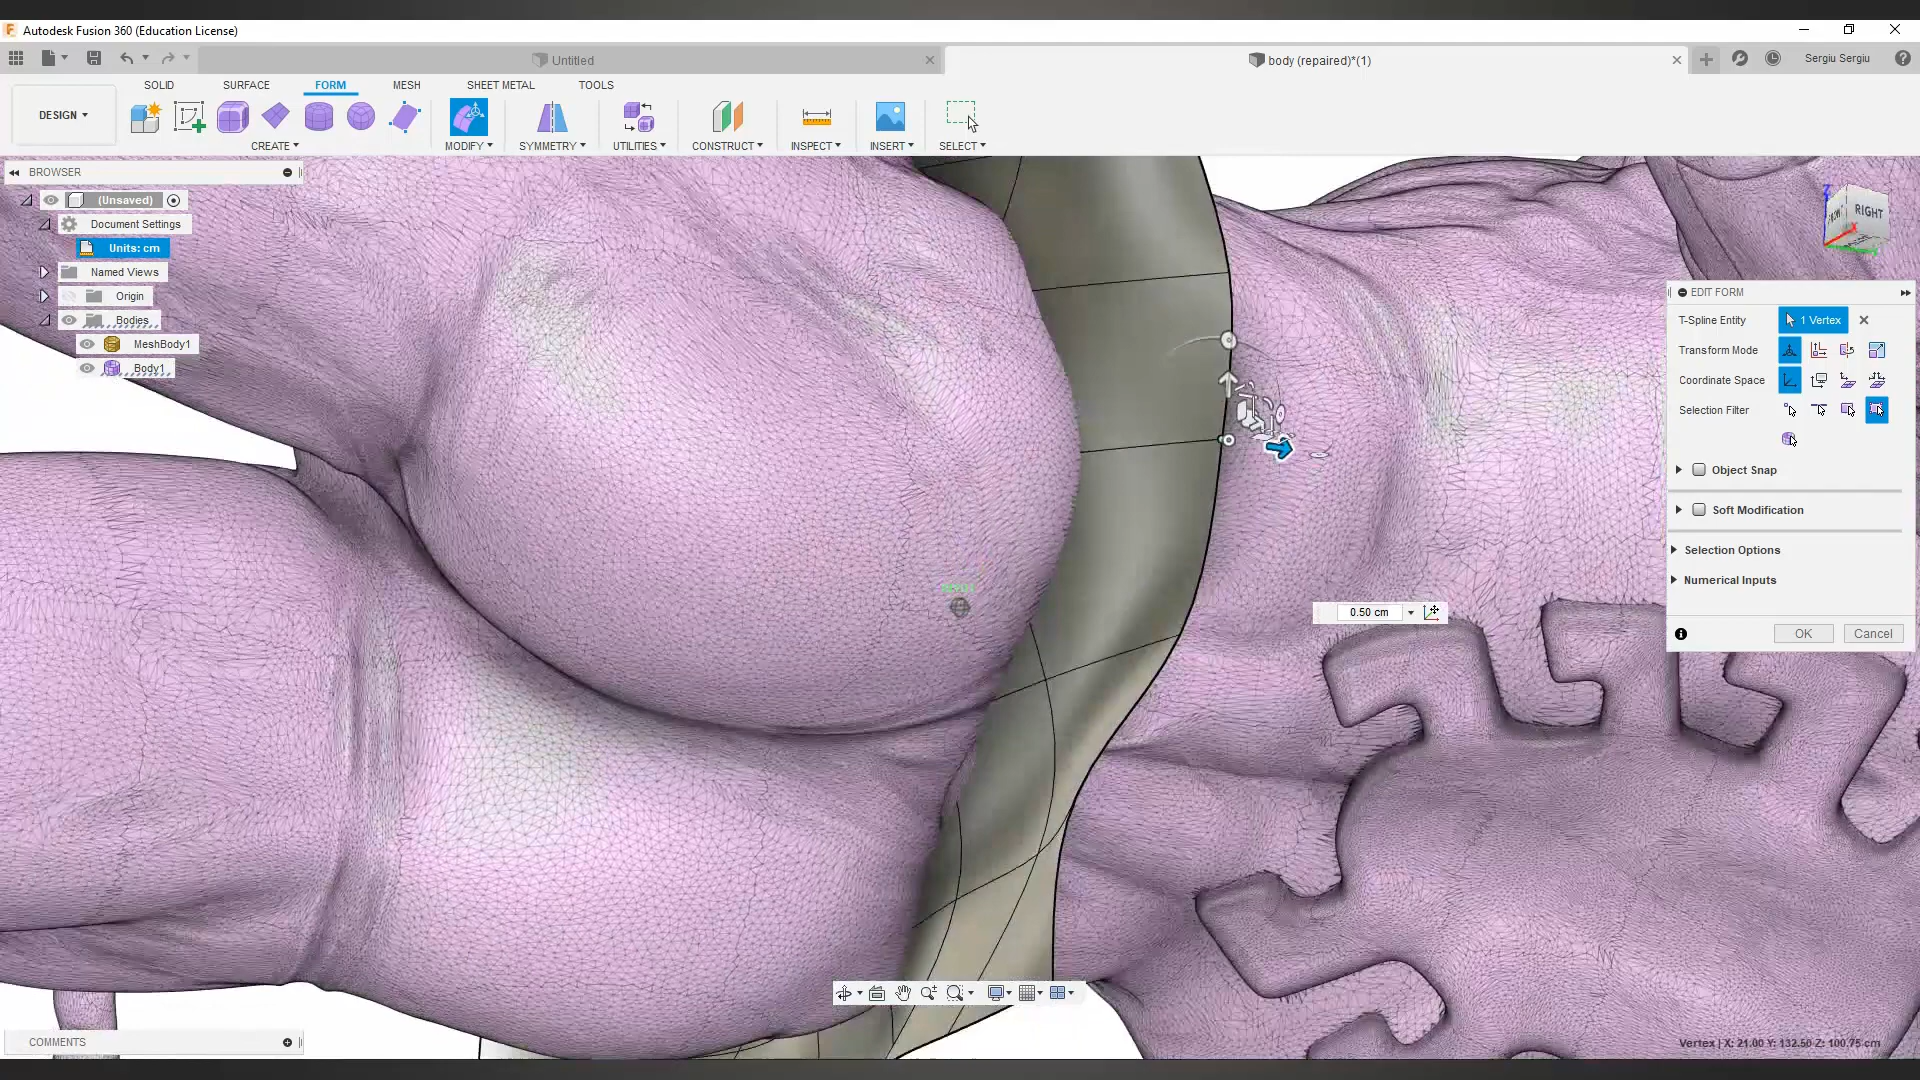 Autodesk Fusion 360 (Education License)
Untitled
body (repaired)*(1)
Sergiu Sergiu
DESIGN
SOLID
SURFACE
FORM
MESH
SHEET METAL
TOOLS
CREATE
MODIFY
SYMMETRY
UTILITIES
CONSTRUCT
INSPECT
INSERT
SELECT
BROWSER
(Unsaved)
Document Settings
Units: cm
Named Views
Origin
Bodies
MeshBody1
Body1
RIGHT
Z
X
EDIT FORM
T-Spline Entity
1 Vertex
Transform Mode
Coordinate Space
Selection Filter
Object Snap
Soft Modification
Selection Options
Numerical Inputs
OK
Cancel
0.50 cm
COMMENTS
Vertex | X: 21.00 Y: 132.50 Z: 100.75 cm